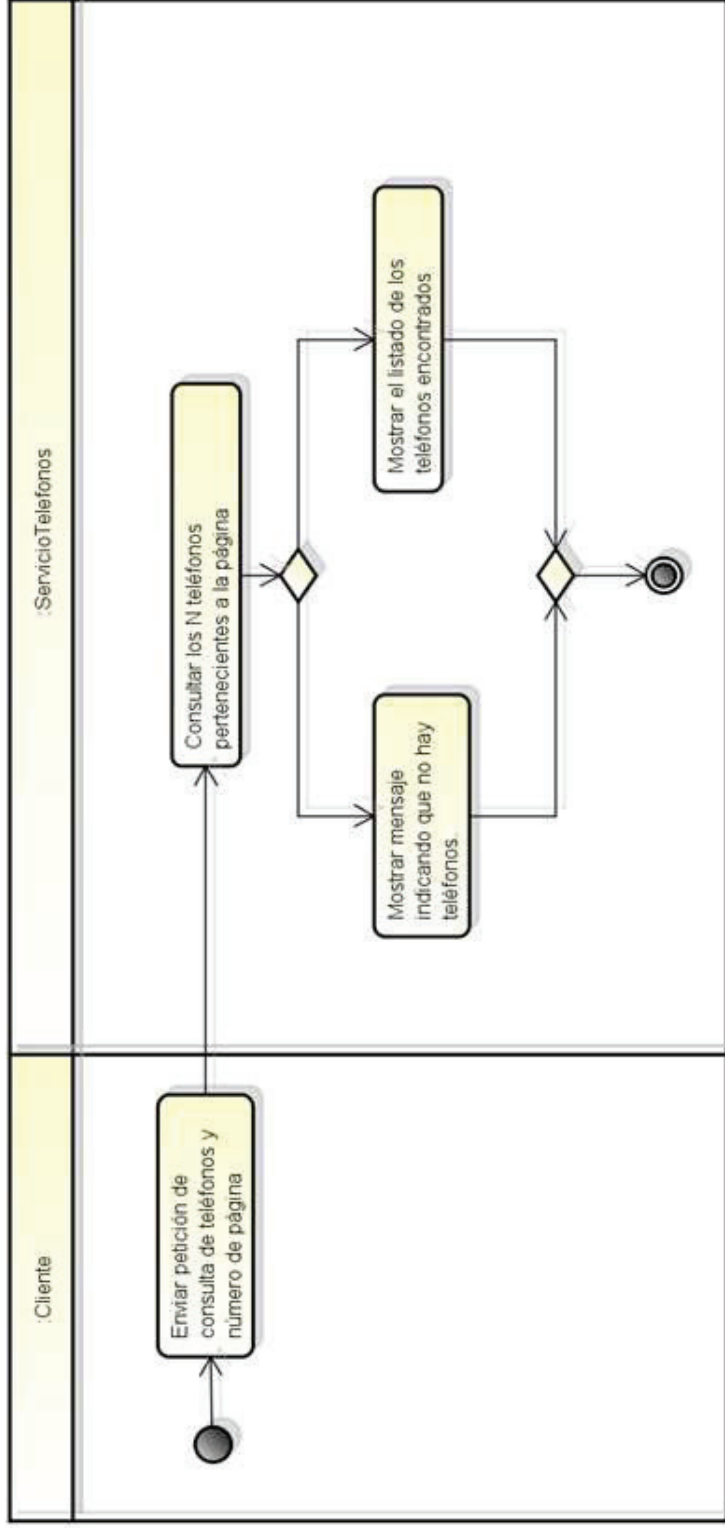 :Cliente
:ServicioTelefonos
Enviar petición de
consulta de teléfonos y
número de página
Consultar los N teléfonos
pertenecientes a la página
Mostrar mensaje
indicando que no hay
teléfonos.
Mostrar el listado de los
teléfonos encontrados